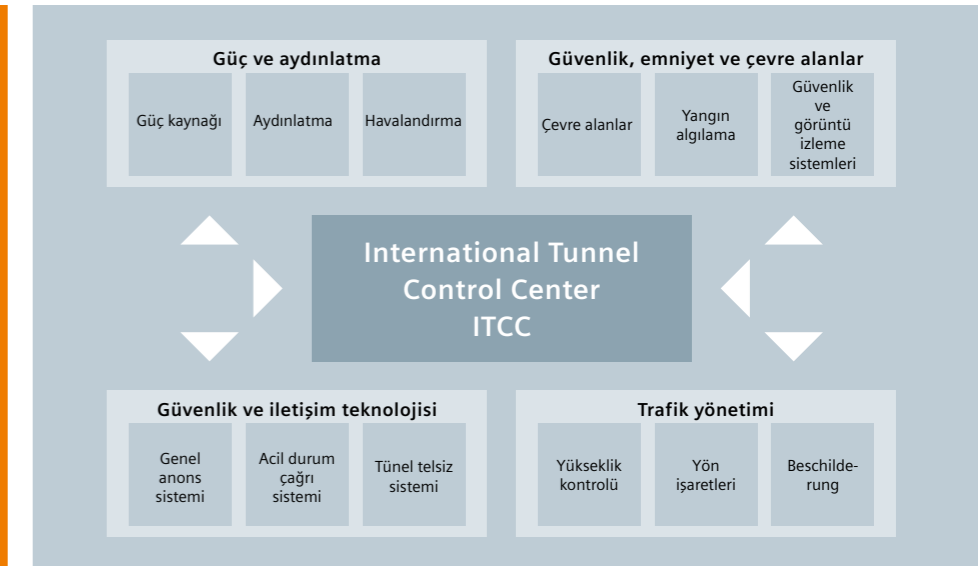 Güç ve aydınlatma
Güç kaynağı
Aydınlatma
Havalandırma
Güvenlik, emniyet ve çevre alanlar
Çevre alanlar
Yangın
algılama
Güvenlik
ve
görüntü
izleme
sistemleri
International Tunnel
Control Center
ITCC
Güvenlik ve iletişim teknolojisi
Genel
anons
sistemi
Acil durum
çağrı
sistemi
Tünel telsiz
sistemi
Trafik yönetimi
Yükseklik
kontrolü
Yön
işaretleri
Beschilde-
rung